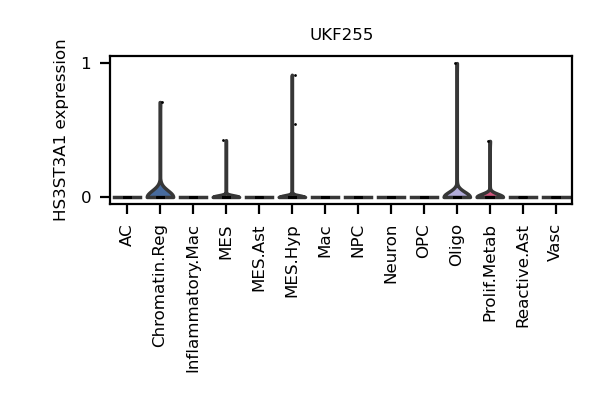 UKF255
HS3ST3A1 expression
1
0
AC
Chromatin.Reg
Inflammatory.Mac
MES
MES.Ast
MES.Hyp
Mac
NPC
Neuron
OPC
Oligo
Prolif.Metab
Reactive.Ast
Vasc